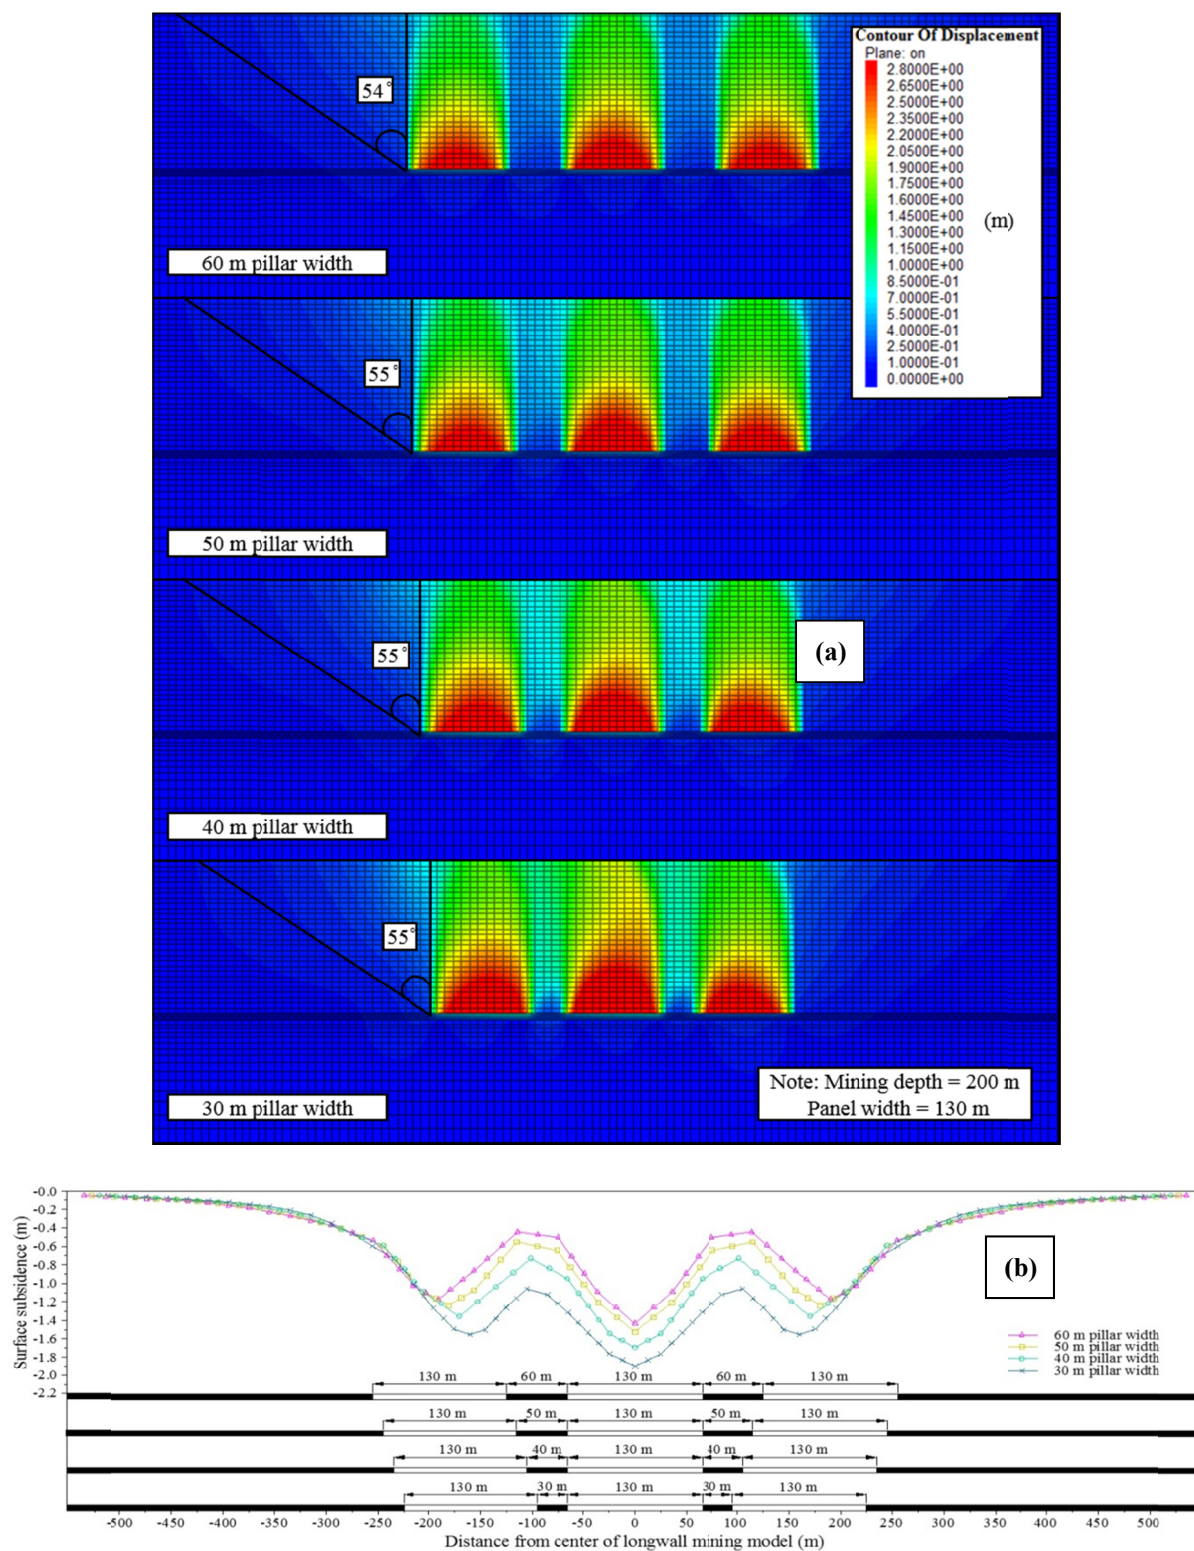 Contour Of Displacement
Plane: on
2.8000E+00
2.6500E+00
2.5000E+00
2.3500E+00
2.2000E+00
2.0500E+00
1.9000E+00
1.7500E+00
1.6000E+00
1.4500E+00
1.3000E+00
1.1500E+00
1.0000E+00
8.5000E-01
7.0000E-01
5.5000E-01
4.0000E-01
2.5000E-01
1.0000E-01
0.0000E+00
(m)
54°
60 m pillar width
55°
50 m pillar width
55°
(a)
40 m pillar width
55°
30 m pillar width
Note: Mining depth = 200 m
Panel width = 130 m
Surface subsidence (m)
-0.0
-0.2
-0.4
-0.6
-0.8
-1.0
-1.2
-1.4
-1.6
-1.8
-2.0
-2.2
(b)
60 m pillar width
50 m pillar width
40 m pillar width
30 m pillar width
130 m 60 m 130 m 60 m 130 m
130 m 50 m 130 m 50 m 130 m
130 m 40 m 130 m 40 m 130 m
130 m 30 m 130 m 30 m 130 m
-500 -450 -400 -350 -300 -250 -200 -150 -100 -50 0 50 100 150 200 250 300 350 400 450 500
Distance from center of longwall mining model (m)